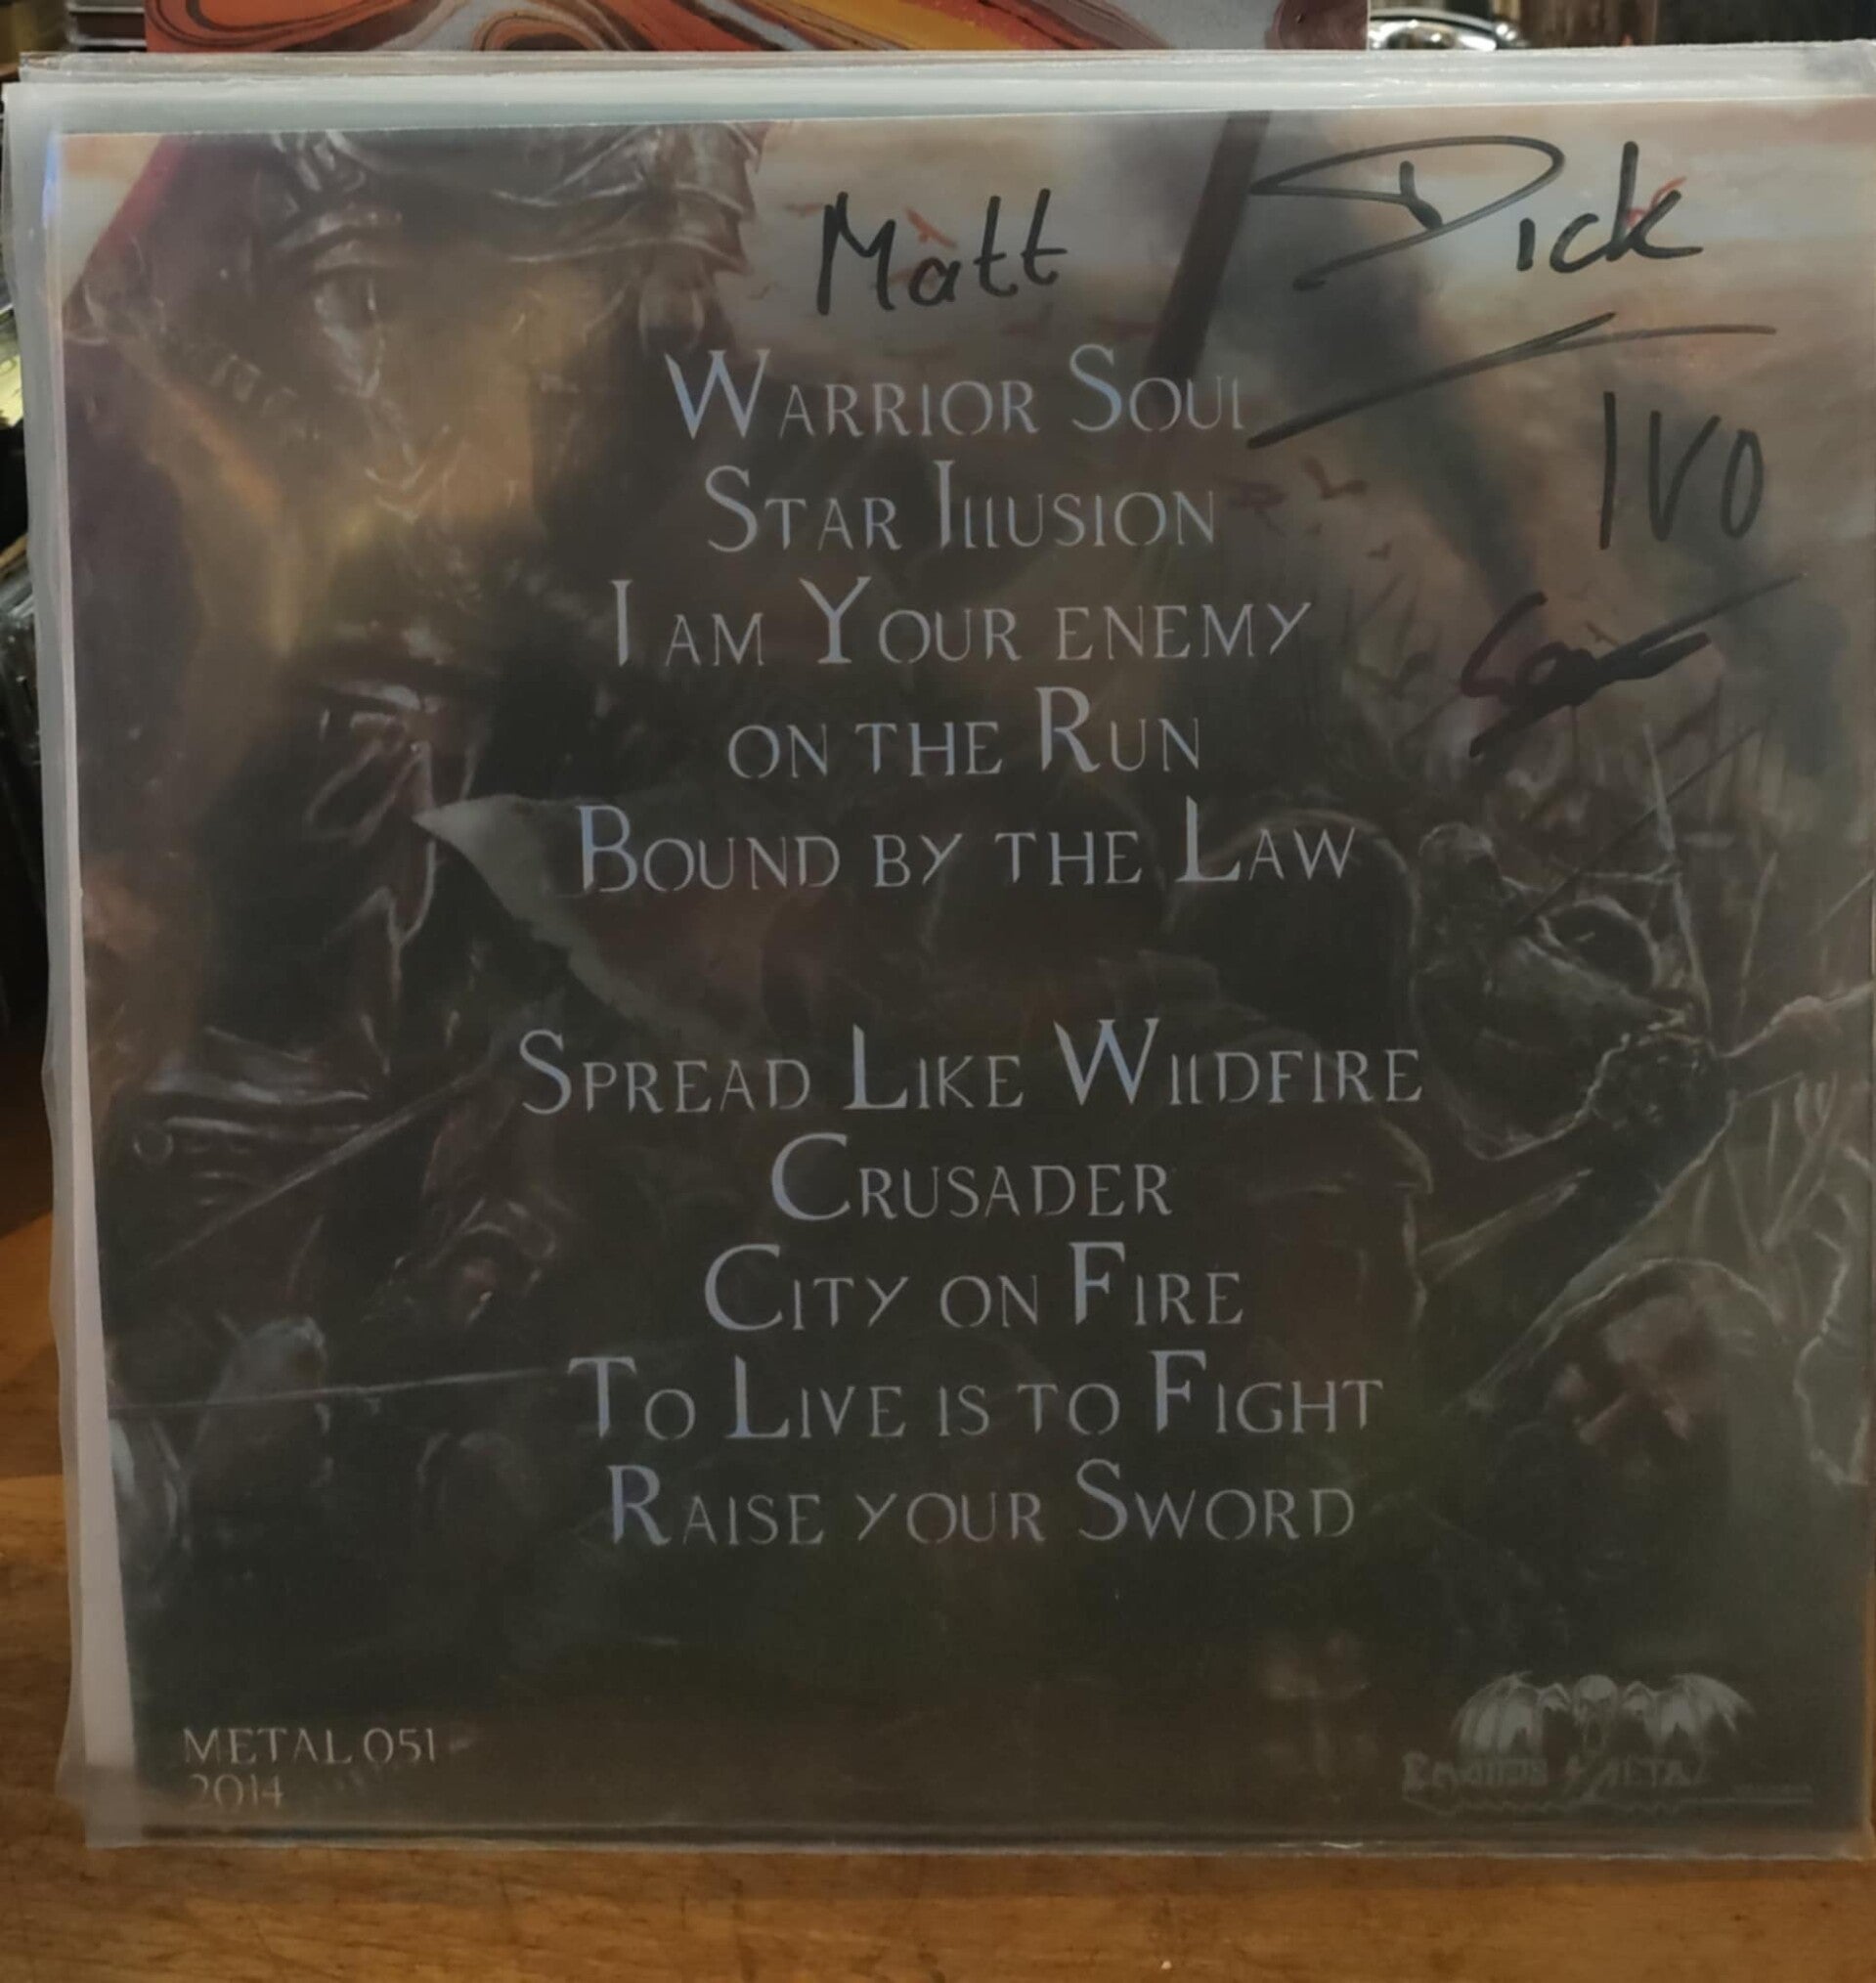 Matt
Dick
IVO
WARRIOR SOUL
STAR ILLUSION
I AM YOUR ENEMY
ON THE RUN
BOUND BY THE LAW
SPREAD LIKE WILDFIRE
CRUSADER
CITY ON FIRE
TO LIVE IS TO FIGHT
RAISE YOUR SWORD
METAL 051
2014
METAL